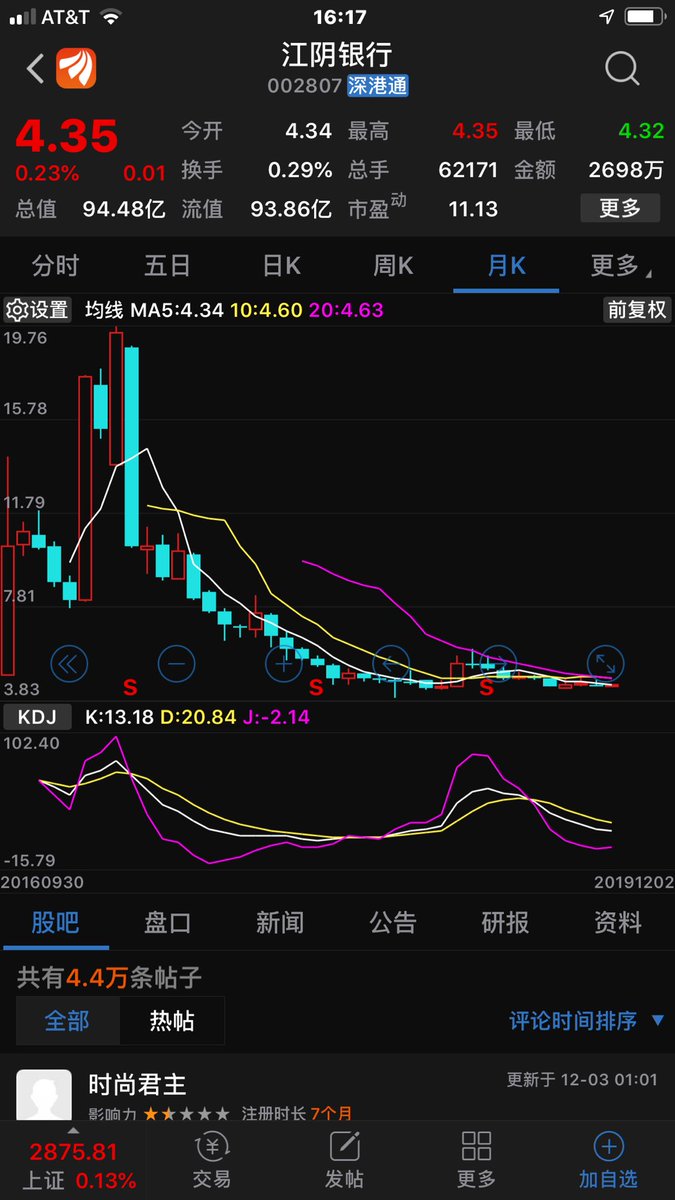 AT&T 16:17
江阴银行
002807 深港通
4.35 今开 4.34 最高 4.35 最低 4.32
0.23% 0.01 换手 0.29% 总手 62171 金额 2698万
总值 94.48亿 流值 93.86亿 市盈动 11.13 更多
分时 五日 日K 周K 月K 更多
设置 均线 MA5:4.34 10:4.60 20:4.63 前复权
19.76
15.78
11.79
7.81
3.83
S S S
KDJ K:13.18 D:20.84 J:-2.14
102.40
-15.79
20160930 20191202
股吧 盘口 新闻 公告 研报 资料
共有4.4万条帖子
全部 热帖 评论时间排序
时尚君主 更新于 12-03 01:01
影响力 注册时长 7个月
2875.81
上证 0.13% 交易 发帖 更多 加自选